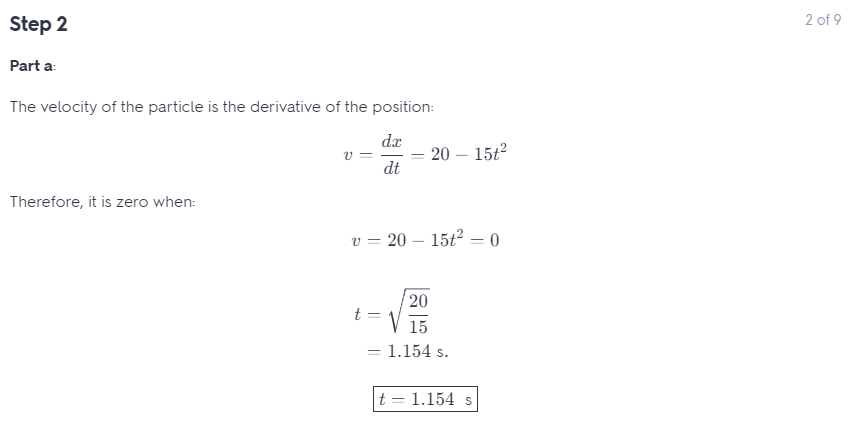 Step 2
2 of 9
Part a:
The velocity of the particle is the derivative of the position:
v = dx/dt = 20 − 15t²
Therefore, it is zero when:
v = 20 − 15t² = 0
t = √(20/15)
= 1.154 s.
t = 1.154 s